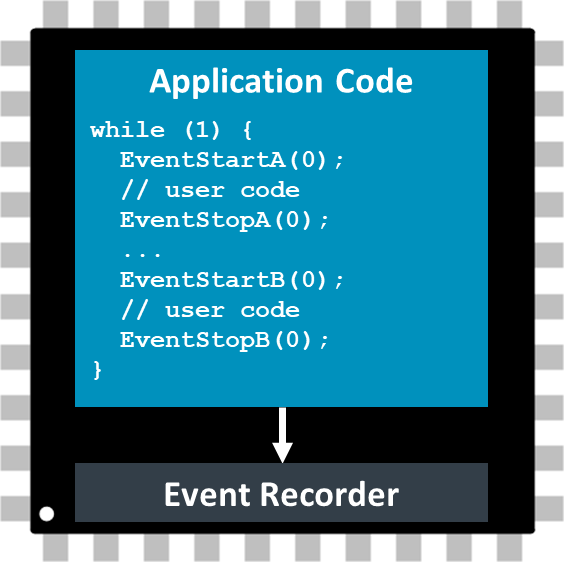 Application Code
while (1) {
  EventStartA(0);
  // user code
  EventStopA(0);
  ...
  EventStartB(0);
  // user code
  EventStopB(0);
}
Event Recorder